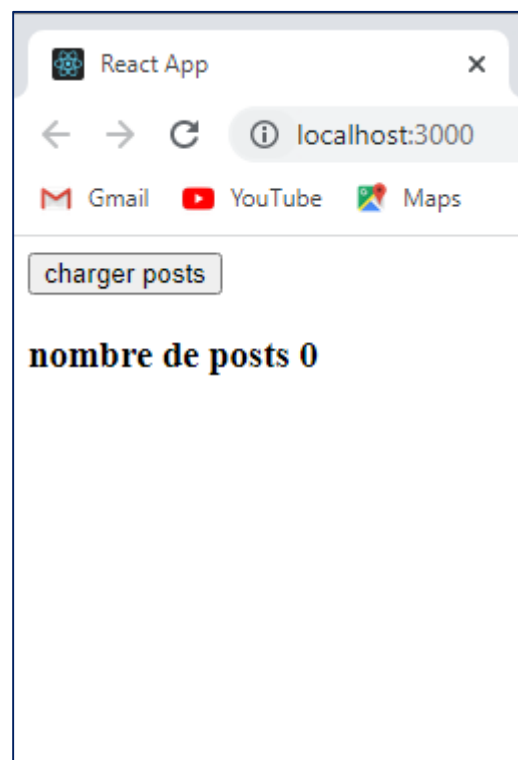 React App
localhost:3000
Gmail YouTube Maps
charger posts
nombre de posts 0